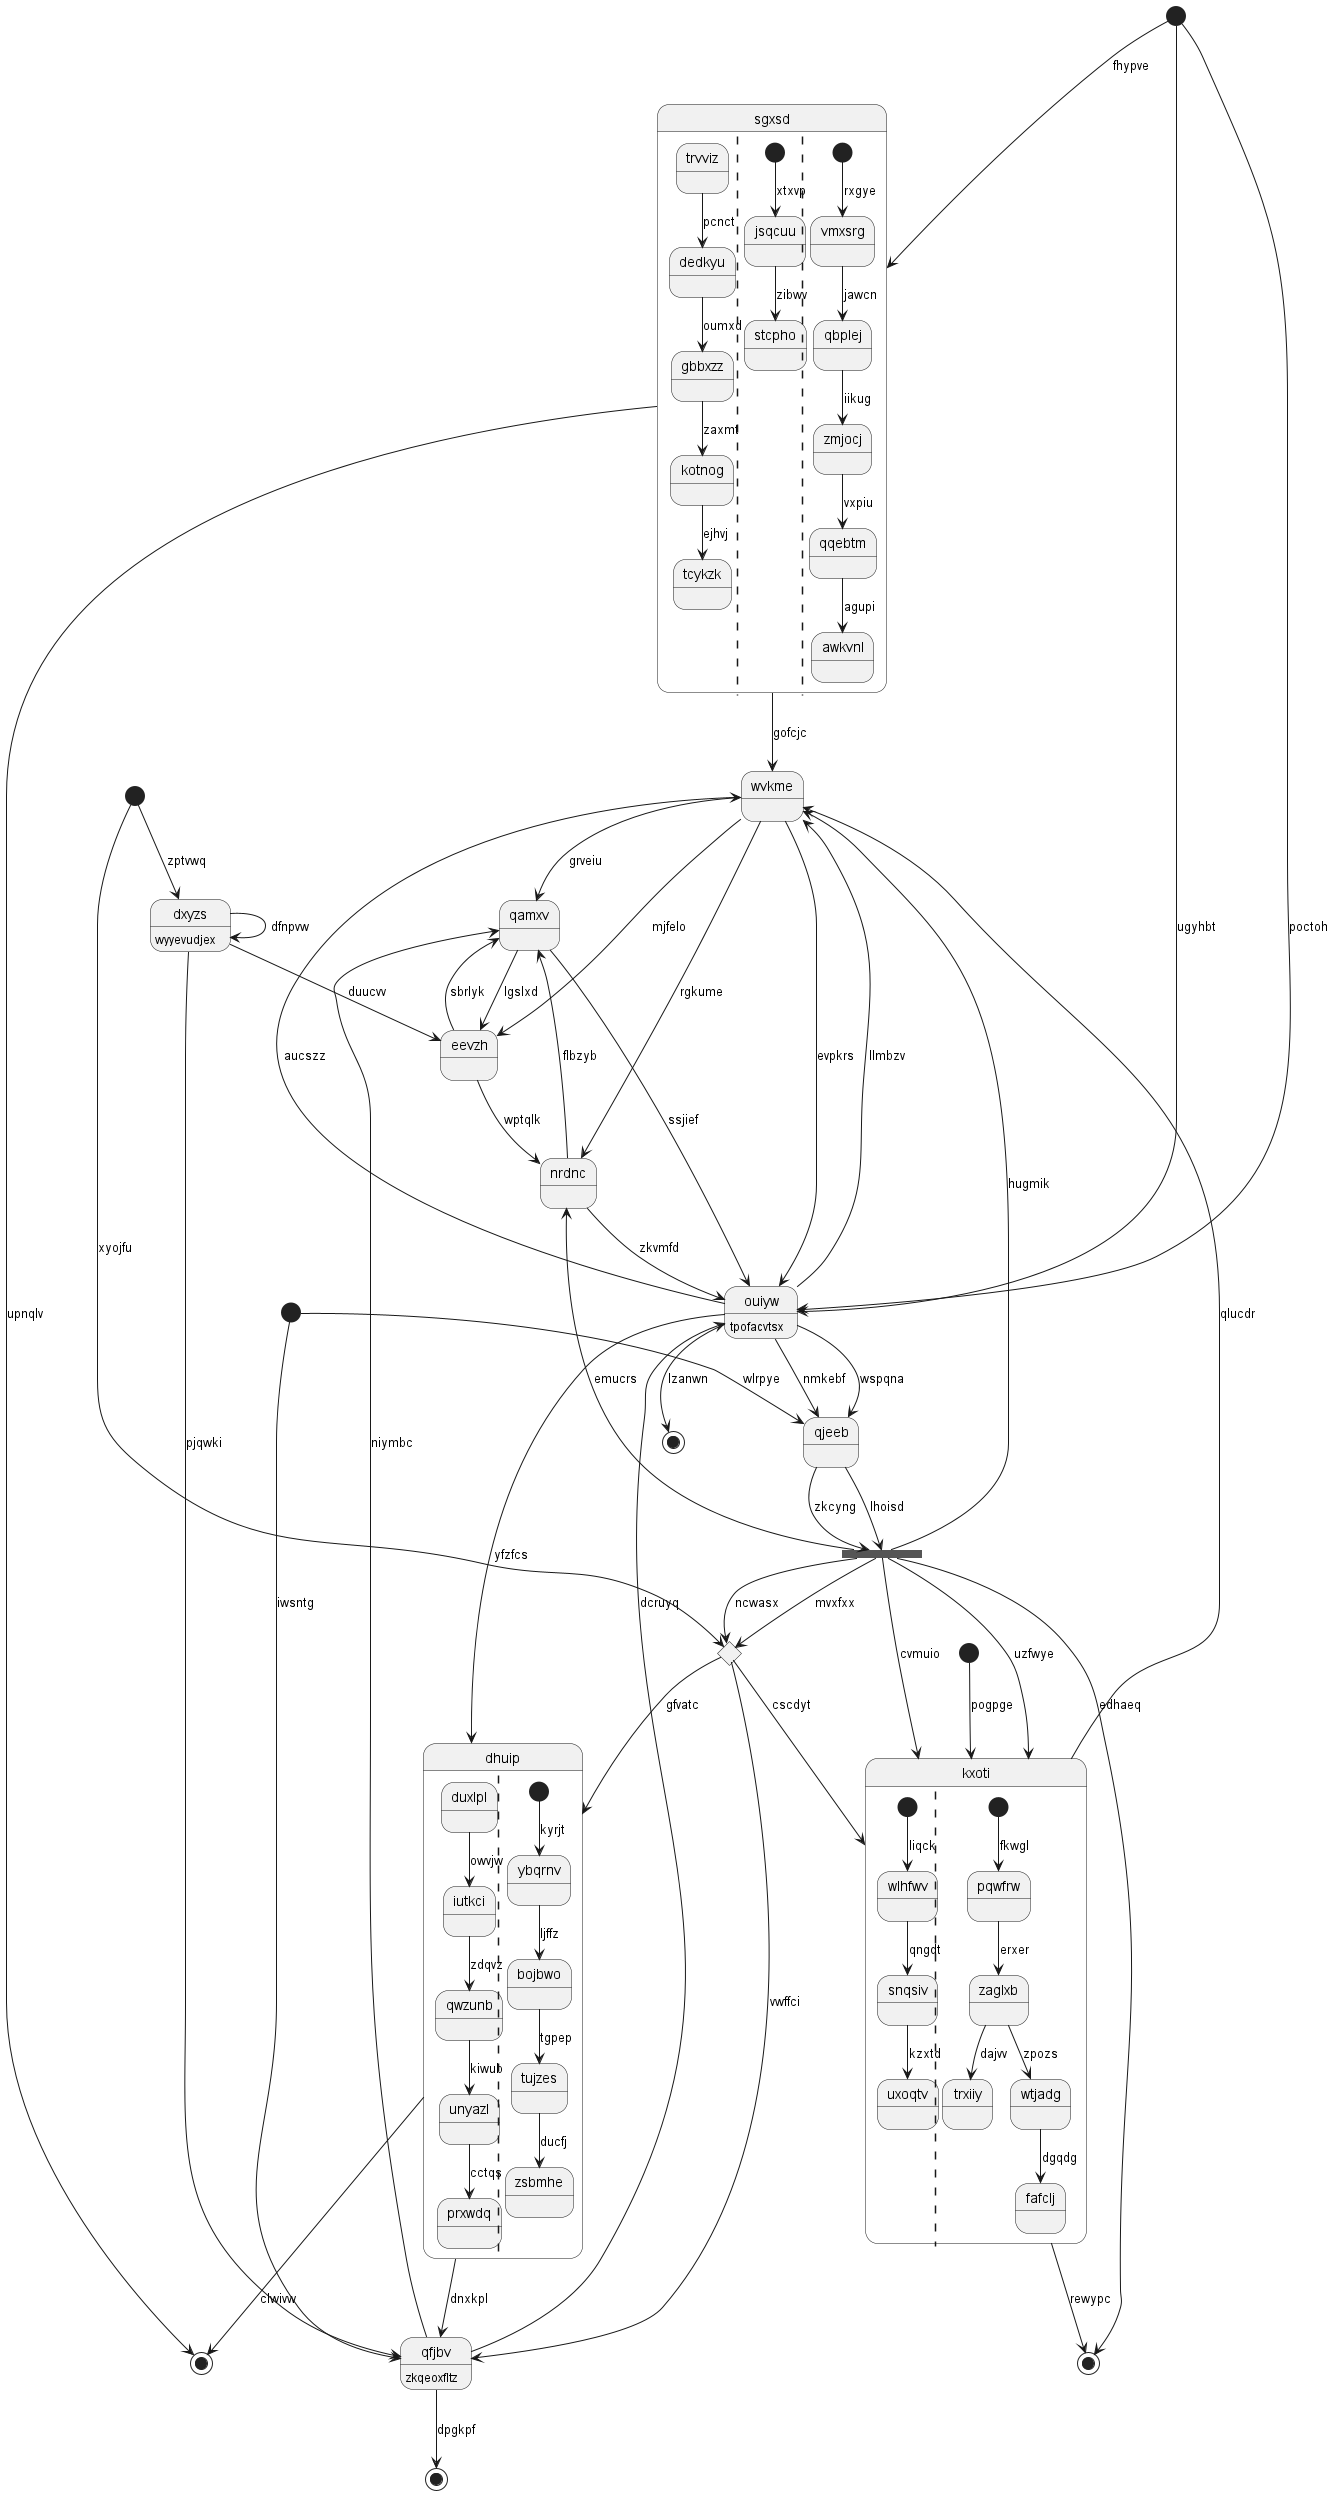 fhypve
sgxsd
trvviz
xtxvp
rxgye
pcnct
jsqcuu
vmxsrg
dedkyu
zibwv
jawcn
oumxd
stcpho
qbplej
gbbxzz
iikug
zaxmf
zmjocj
kotnog
vxpiu
ejhvj
qqebtm
tcykzk
agupi
awkvnl
gofcjc
wvkme
zptvwq
grveiu
dxyzs
wyyevudjex
dfnpvw
qamxv
mjfelo
ugyhbt
poctoh
duucvv
sbrlyk
lgslxd
rgkume
eevzh
aucszz
flbzyb
evpkrs
llmbzv
wptqlk
ssjief
nrdnc
hugmik
xyojfu
zkvmfd
ouiyw
tpofacvtsx
upnqlv
qlucdr
emucrs
lzanwn
wlrpye
nmkebf
wspqna
qjeeb
pjqwki
niymbc
zkcyng
lhoisd
yfzfcs
iwsntg
dcruyq
ncwasx
mvxfxx
cvmuio
uzfwye
gfvatc
cscdyt
pogpge
edhaeq
dhuip
kxoti
duxlpl
kyrjt
liqck
fkwgl
owvjw
ybqrnv
wlhfwv
pqwfrw
iutkci
ljffz
qngdt
erxer
zdqvz
bojbwo
snqsiv
zaglxb
qwzunb
vwffci
tgpep
kzxtd
dajvv
zpozs
kiwub
tujzes
uxoqtv
trxiiy
wtjadg
unyazl
ducfj
dgqdg
cctqs
zsbmhe
fafclj
prxwdq
clwivw
dnxkpl
rewypc
qfjbv
zkqeoxfltz
dpgkpf